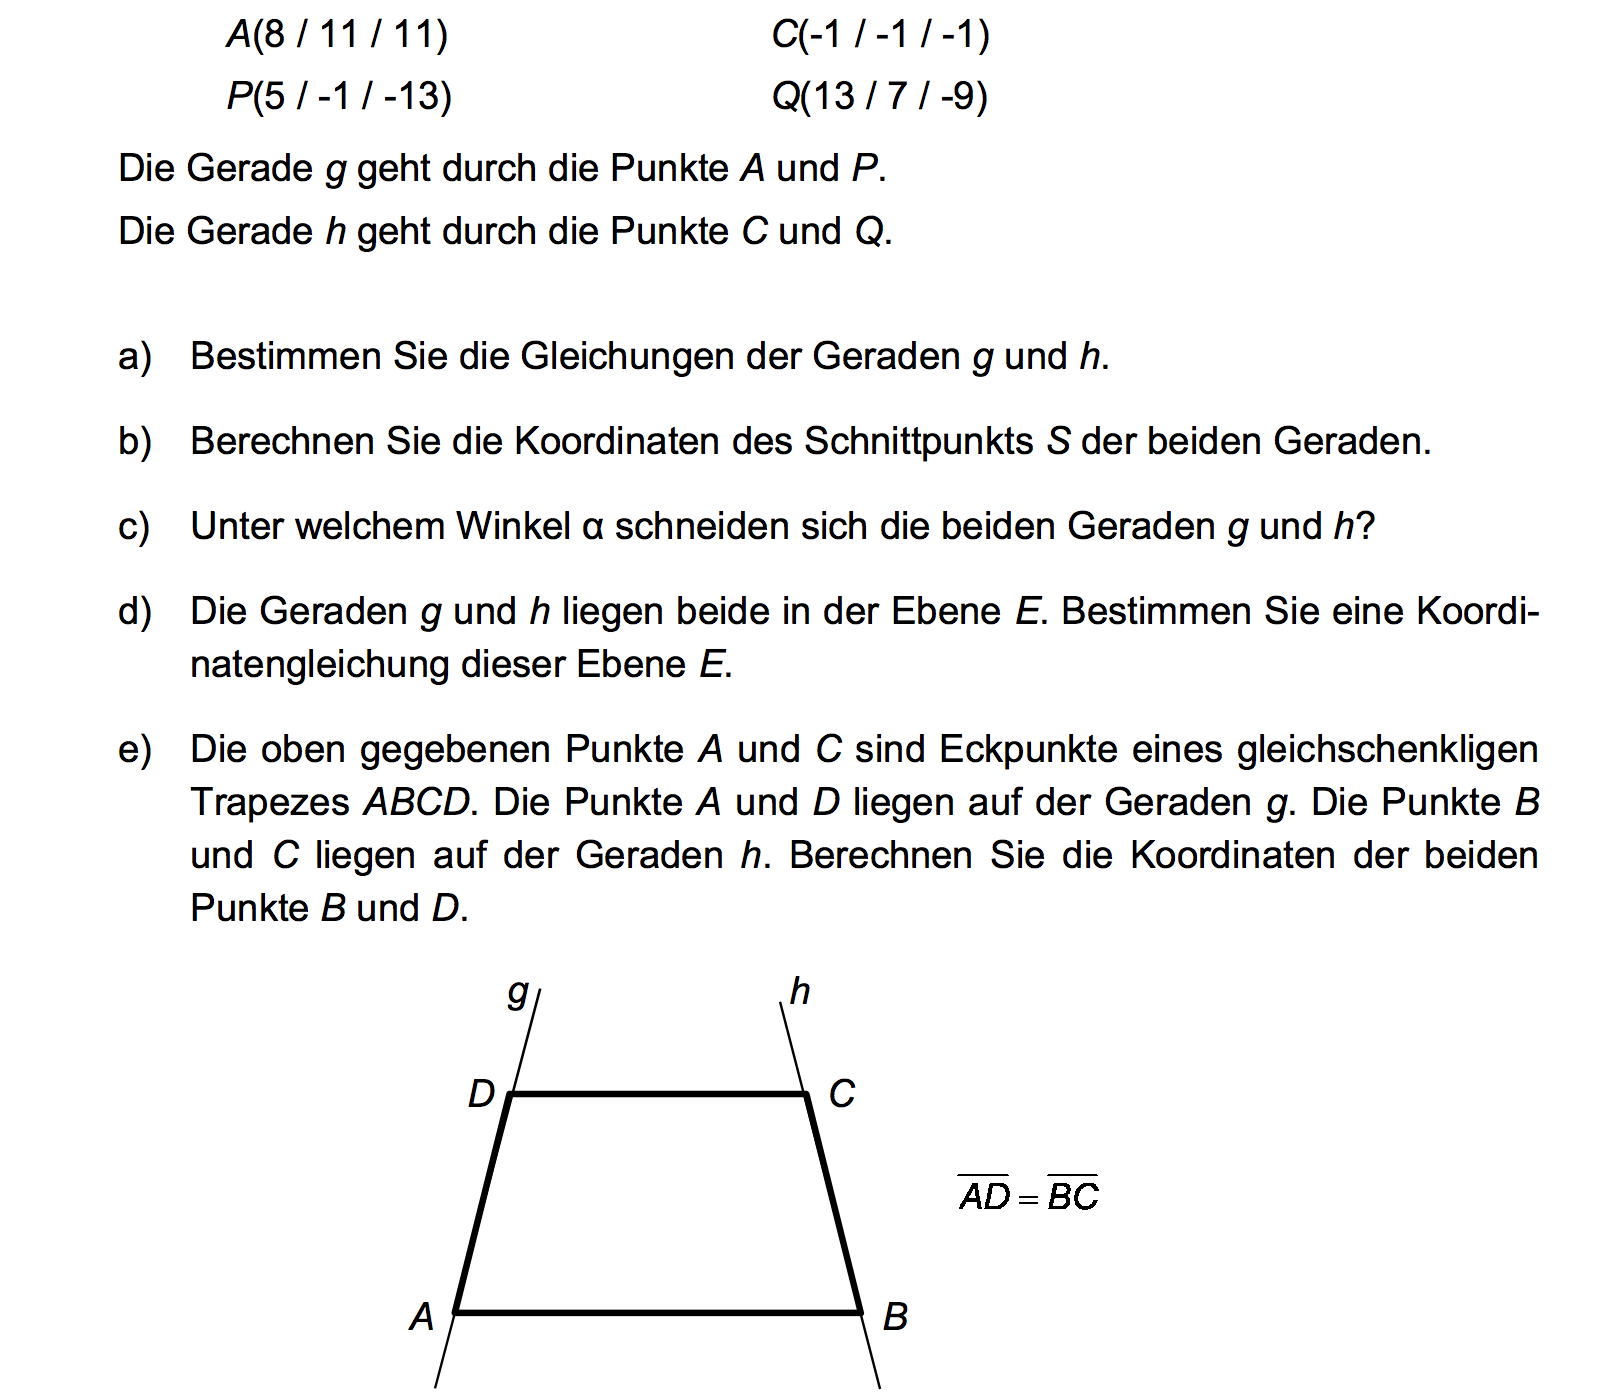 A(8 / 11 / 11) C(-1 / -1 / -1)
P(5 / -1 / -13) Q(13 / 7 / -9)
Die Gerade g geht durch die Punkte A und P.
Die Gerade h geht durch die Punkte C und Q.
a) Bestimmen Sie die Gleichungen der Geraden g und h.
b) Berechnen Sie die Koordinaten des Schnittpunkts S der beiden Geraden.
c) Unter welchem Winkel α schneiden sich die beiden Geraden g und h?
d) Die Geraden g und h liegen beide in der Ebene E. Bestimmen Sie eine Koordi-
natengleichung dieser Ebene E.
e) Die oben gegebenen Punkte A und C sind Eckpunkte eines gleichschenkligen
Trapezes ABCD. Die Punkte A und D liegen auf der Geraden g. Die Punkte B
und C liegen auf der Geraden h. Berechnen Sie die Koordinaten der beiden
Punkte B und D.
g h
D C
A̅D̅ = B̅C̅
A B